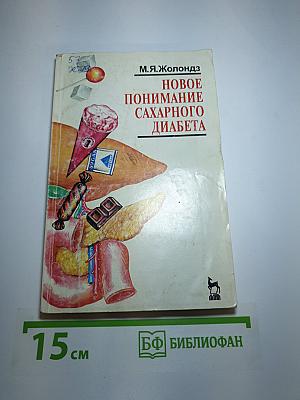 М.Я.Жолондз
НОВОЕ
ПОНИМАНИЕ
САХАРНОГО
ДИАБЕТА
15 см
БФ БИБЛИОФАН